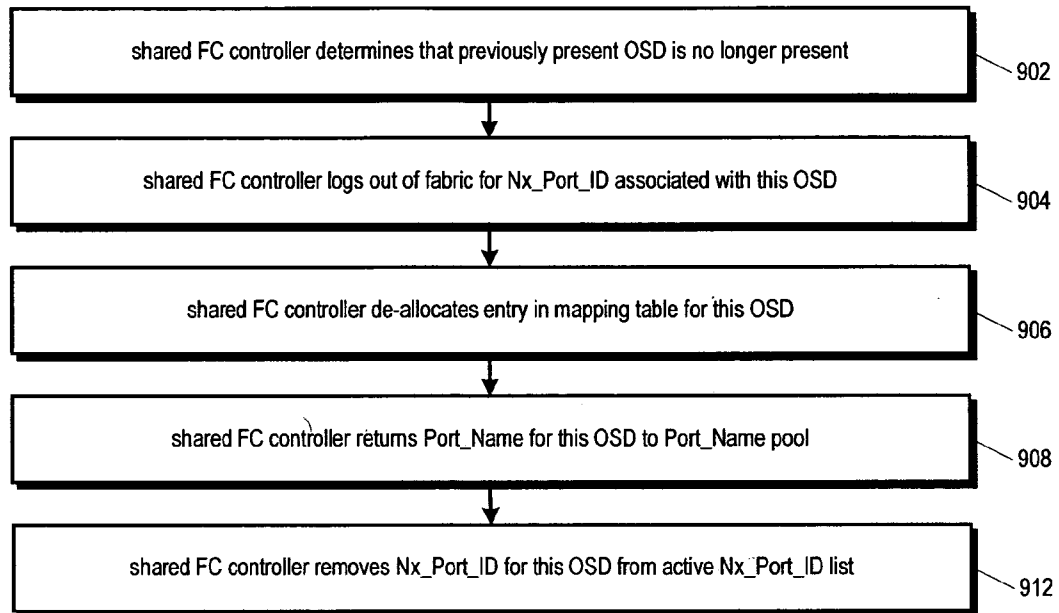 shared FC controller determines that previously present OSD is no longer present
902
shared FC controller logs out of fabric for Nx_Port_ID associated with this OSD
904
shared FC controller de-allocates entry in mapping table for this OSD
906
shared FC controller returns Port_Name for this OSD to Port_Name pool
908
shared FC controller removes Nx_Port_ID for this OSD from active Nx_Port_ID list
912